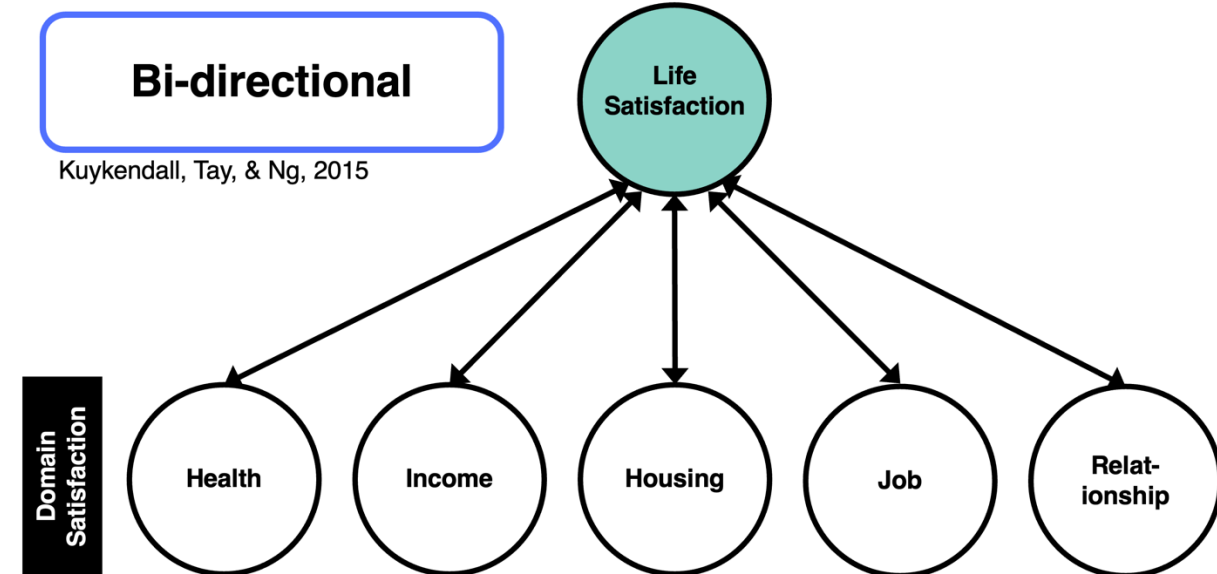 Bi-directional
Kuykendall, Tay, & Ng, 2015
Life
Satisfaction
Domain
Satisfaction
Health
Income
Housing
Job
Relat-
ionship